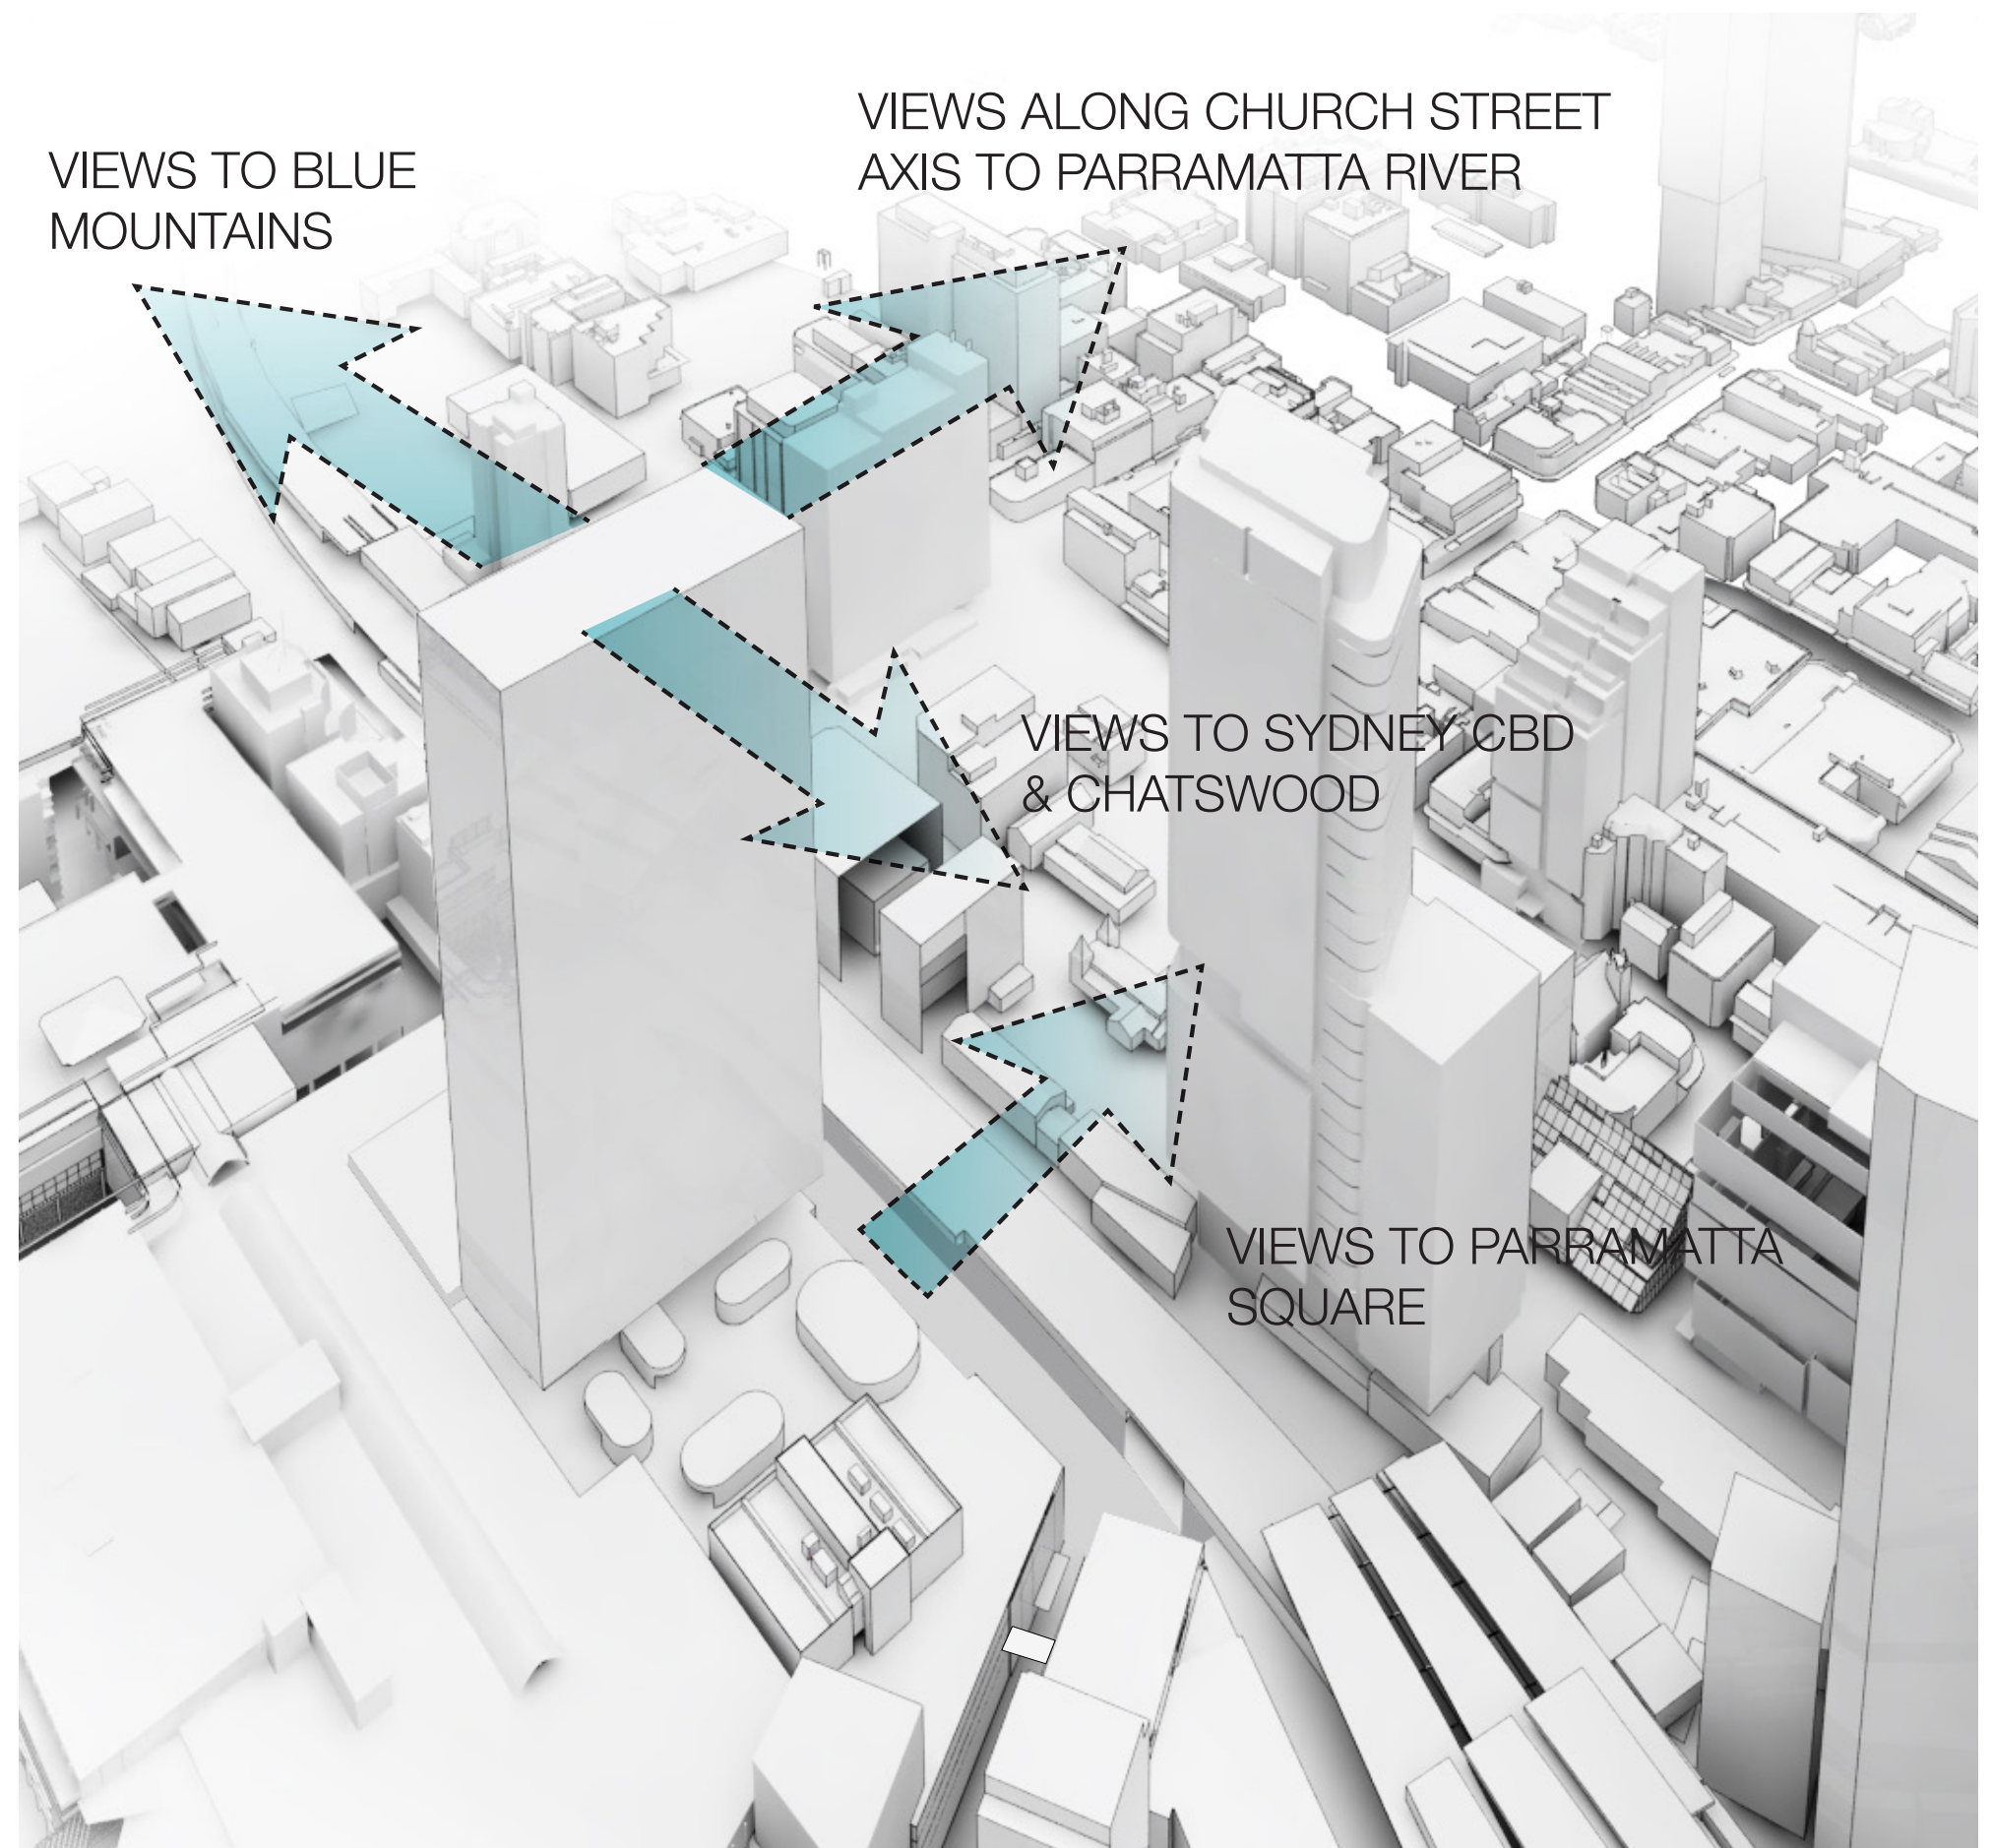 VIEWS ALONG CHURCH STREET
AXIS TO PARRAMATTA RIVER
VIEWS TO BLUE
MOUNTAINS
VIEWS TO SYDNEY CBD
& CHATSWOOD
VIEWS TO PARRAMATTA
SQUARE